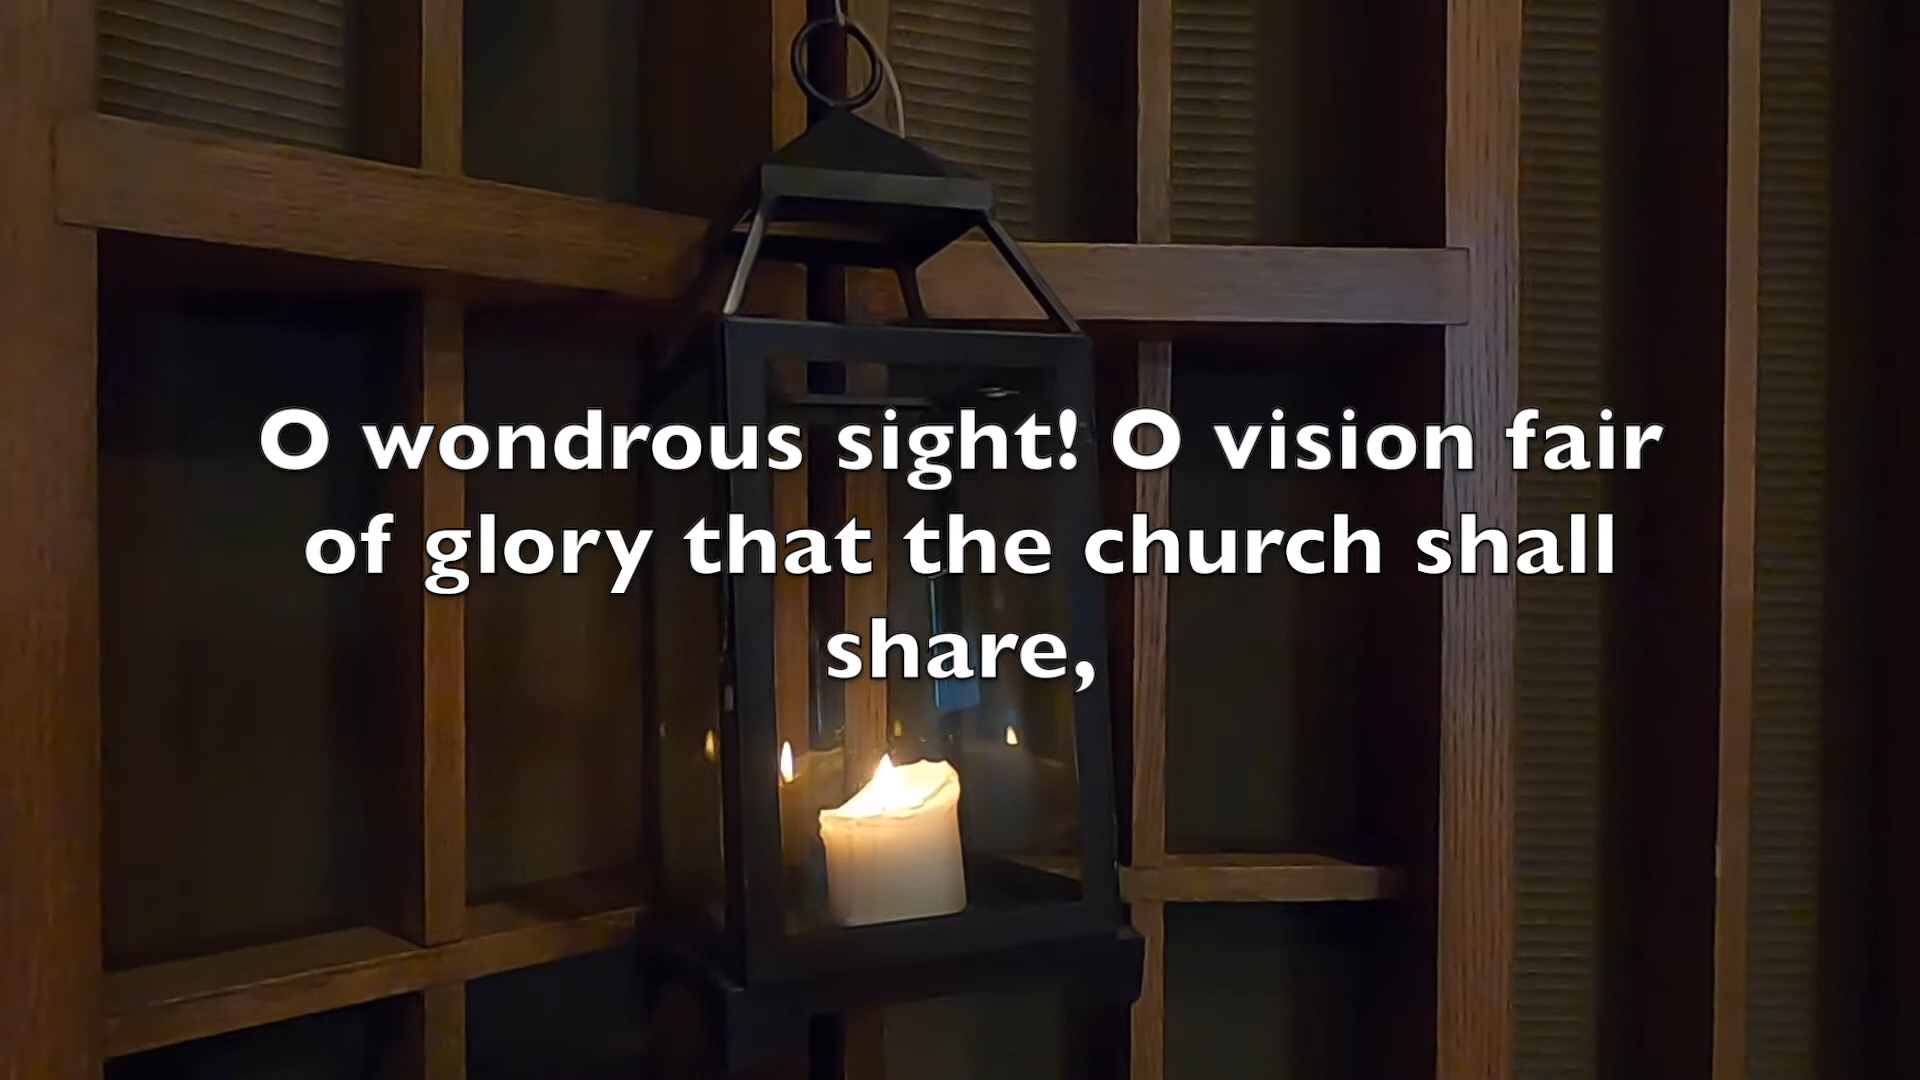 O wondrous sight! O vision fair
of glory that the church shall
share,